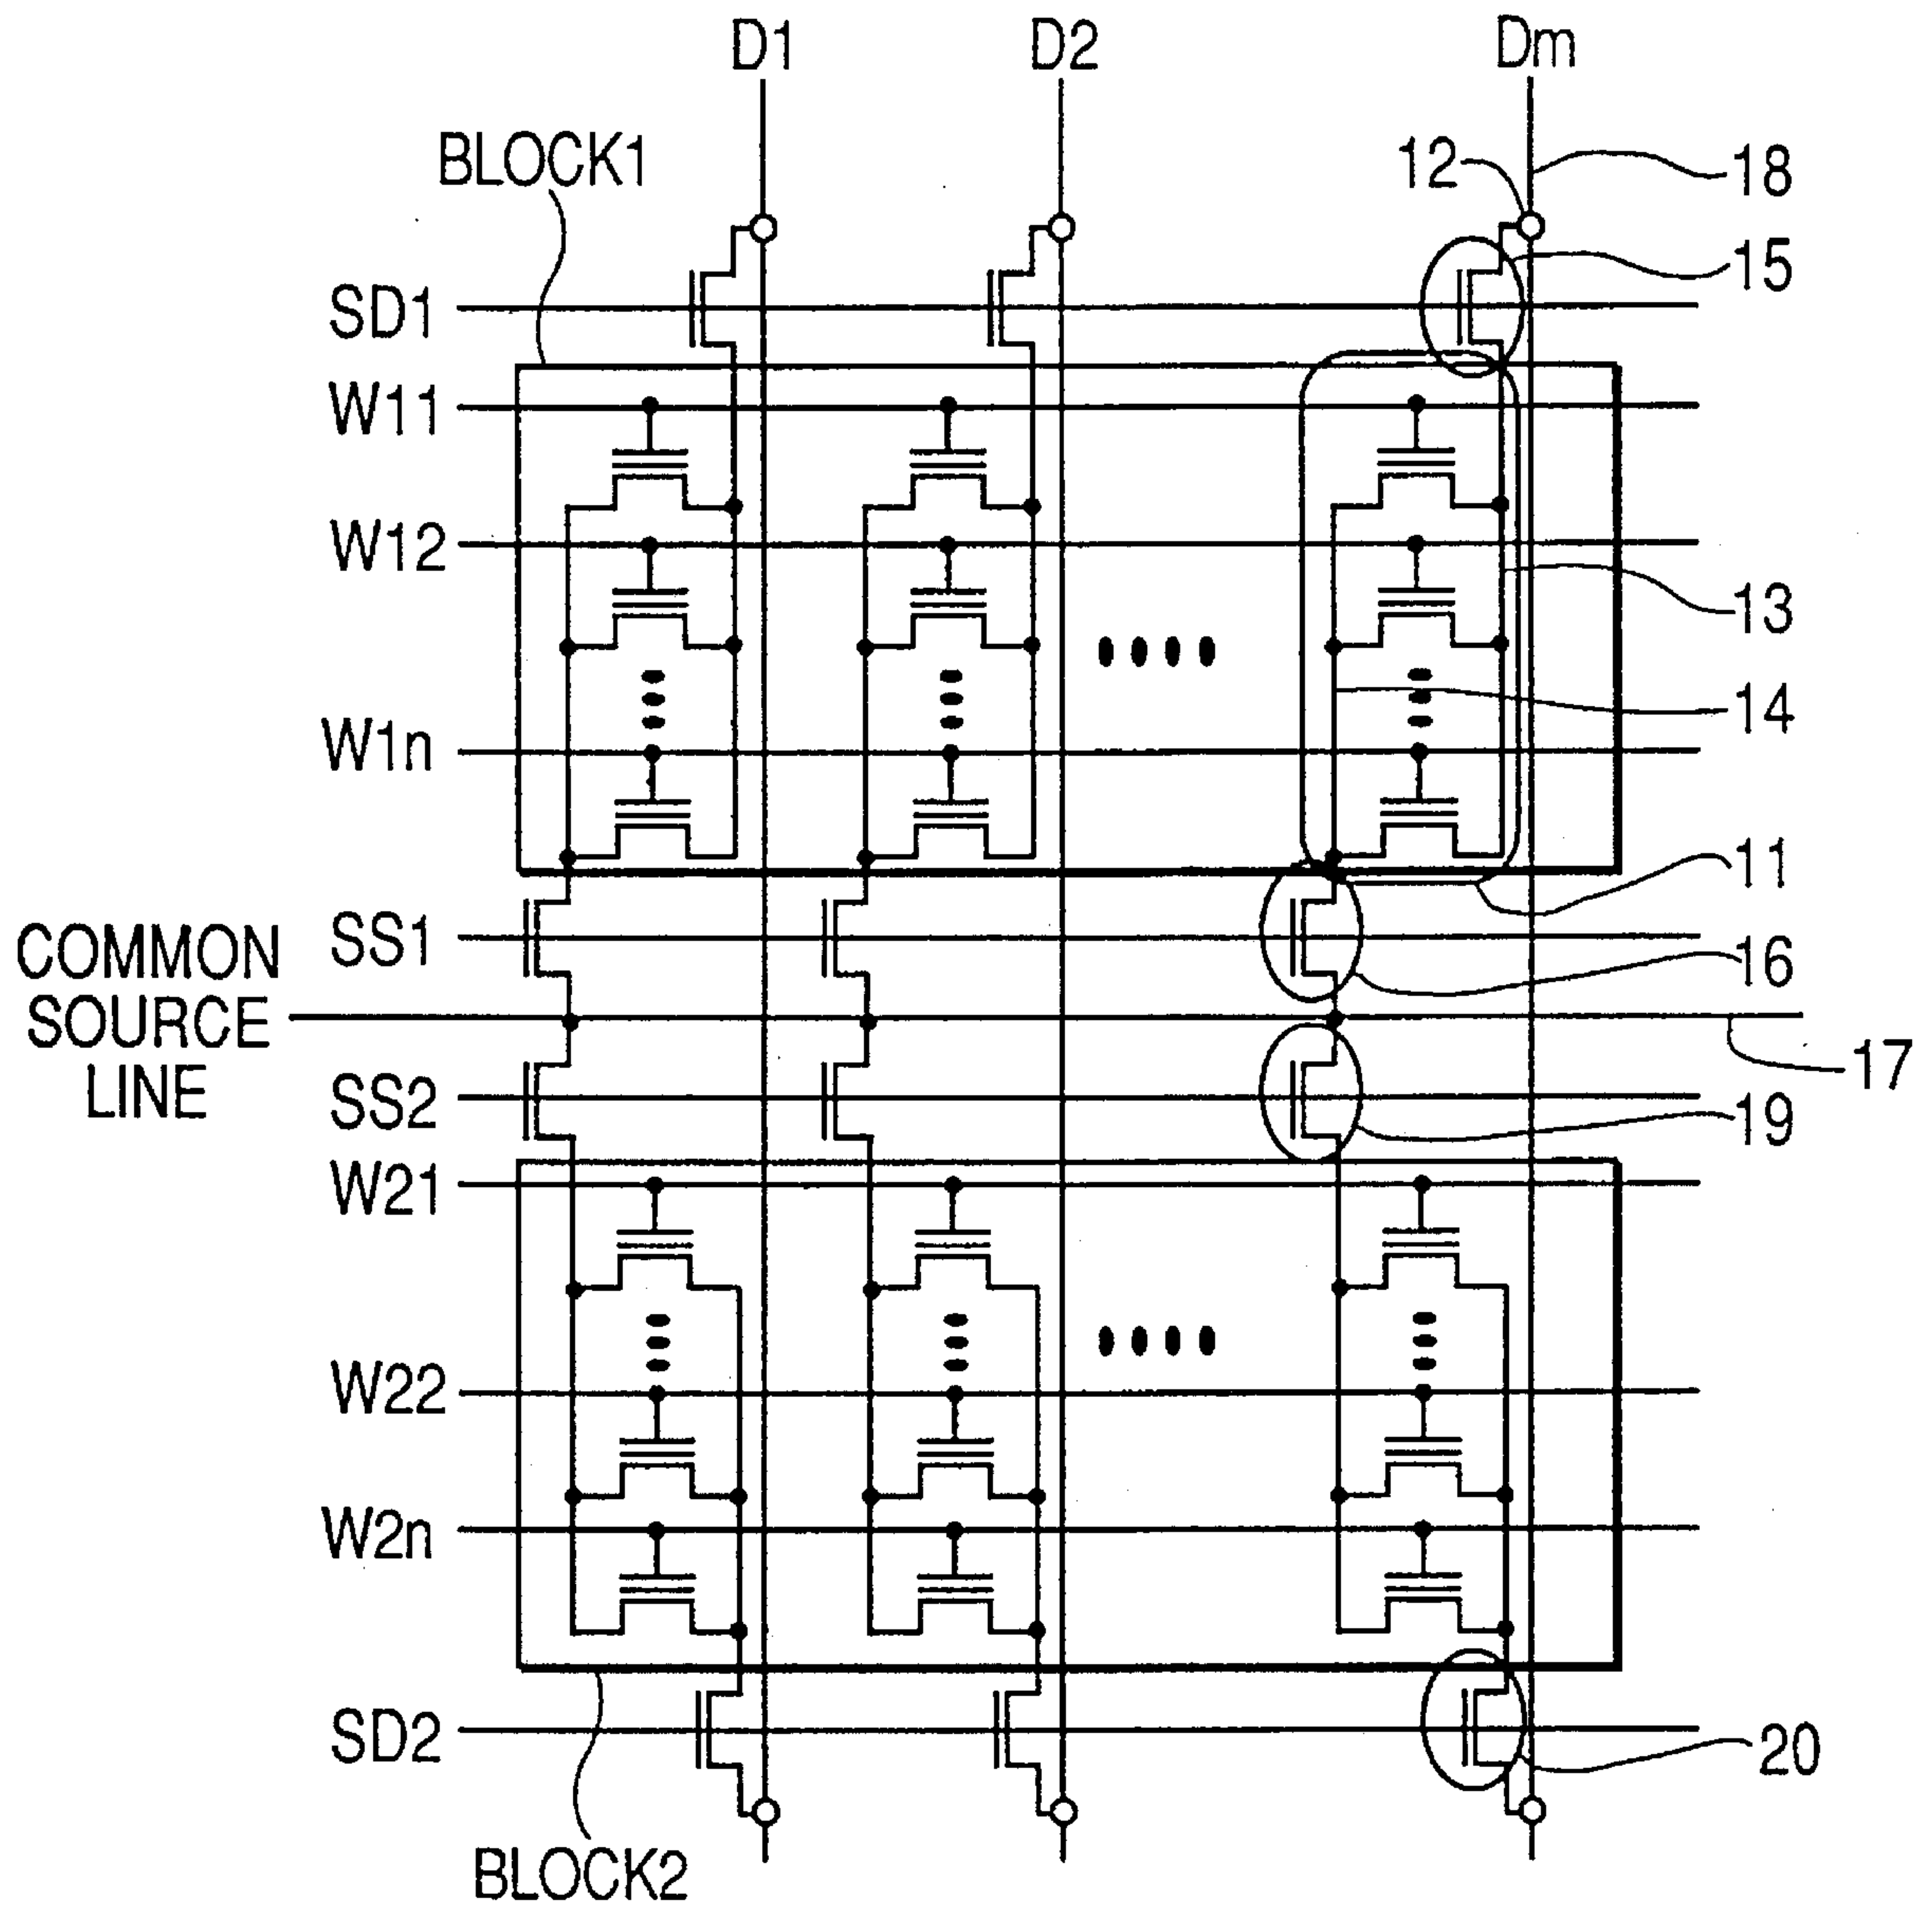 D1 D2 Dm
BLOCK1
12
18
15
SD1
W11
W12
13
14
W1n
11
SS1
16
COMMON
SOURCE
LINE
17
SS2
19
W21
W22
W2n
SD2
20
BLOCK2